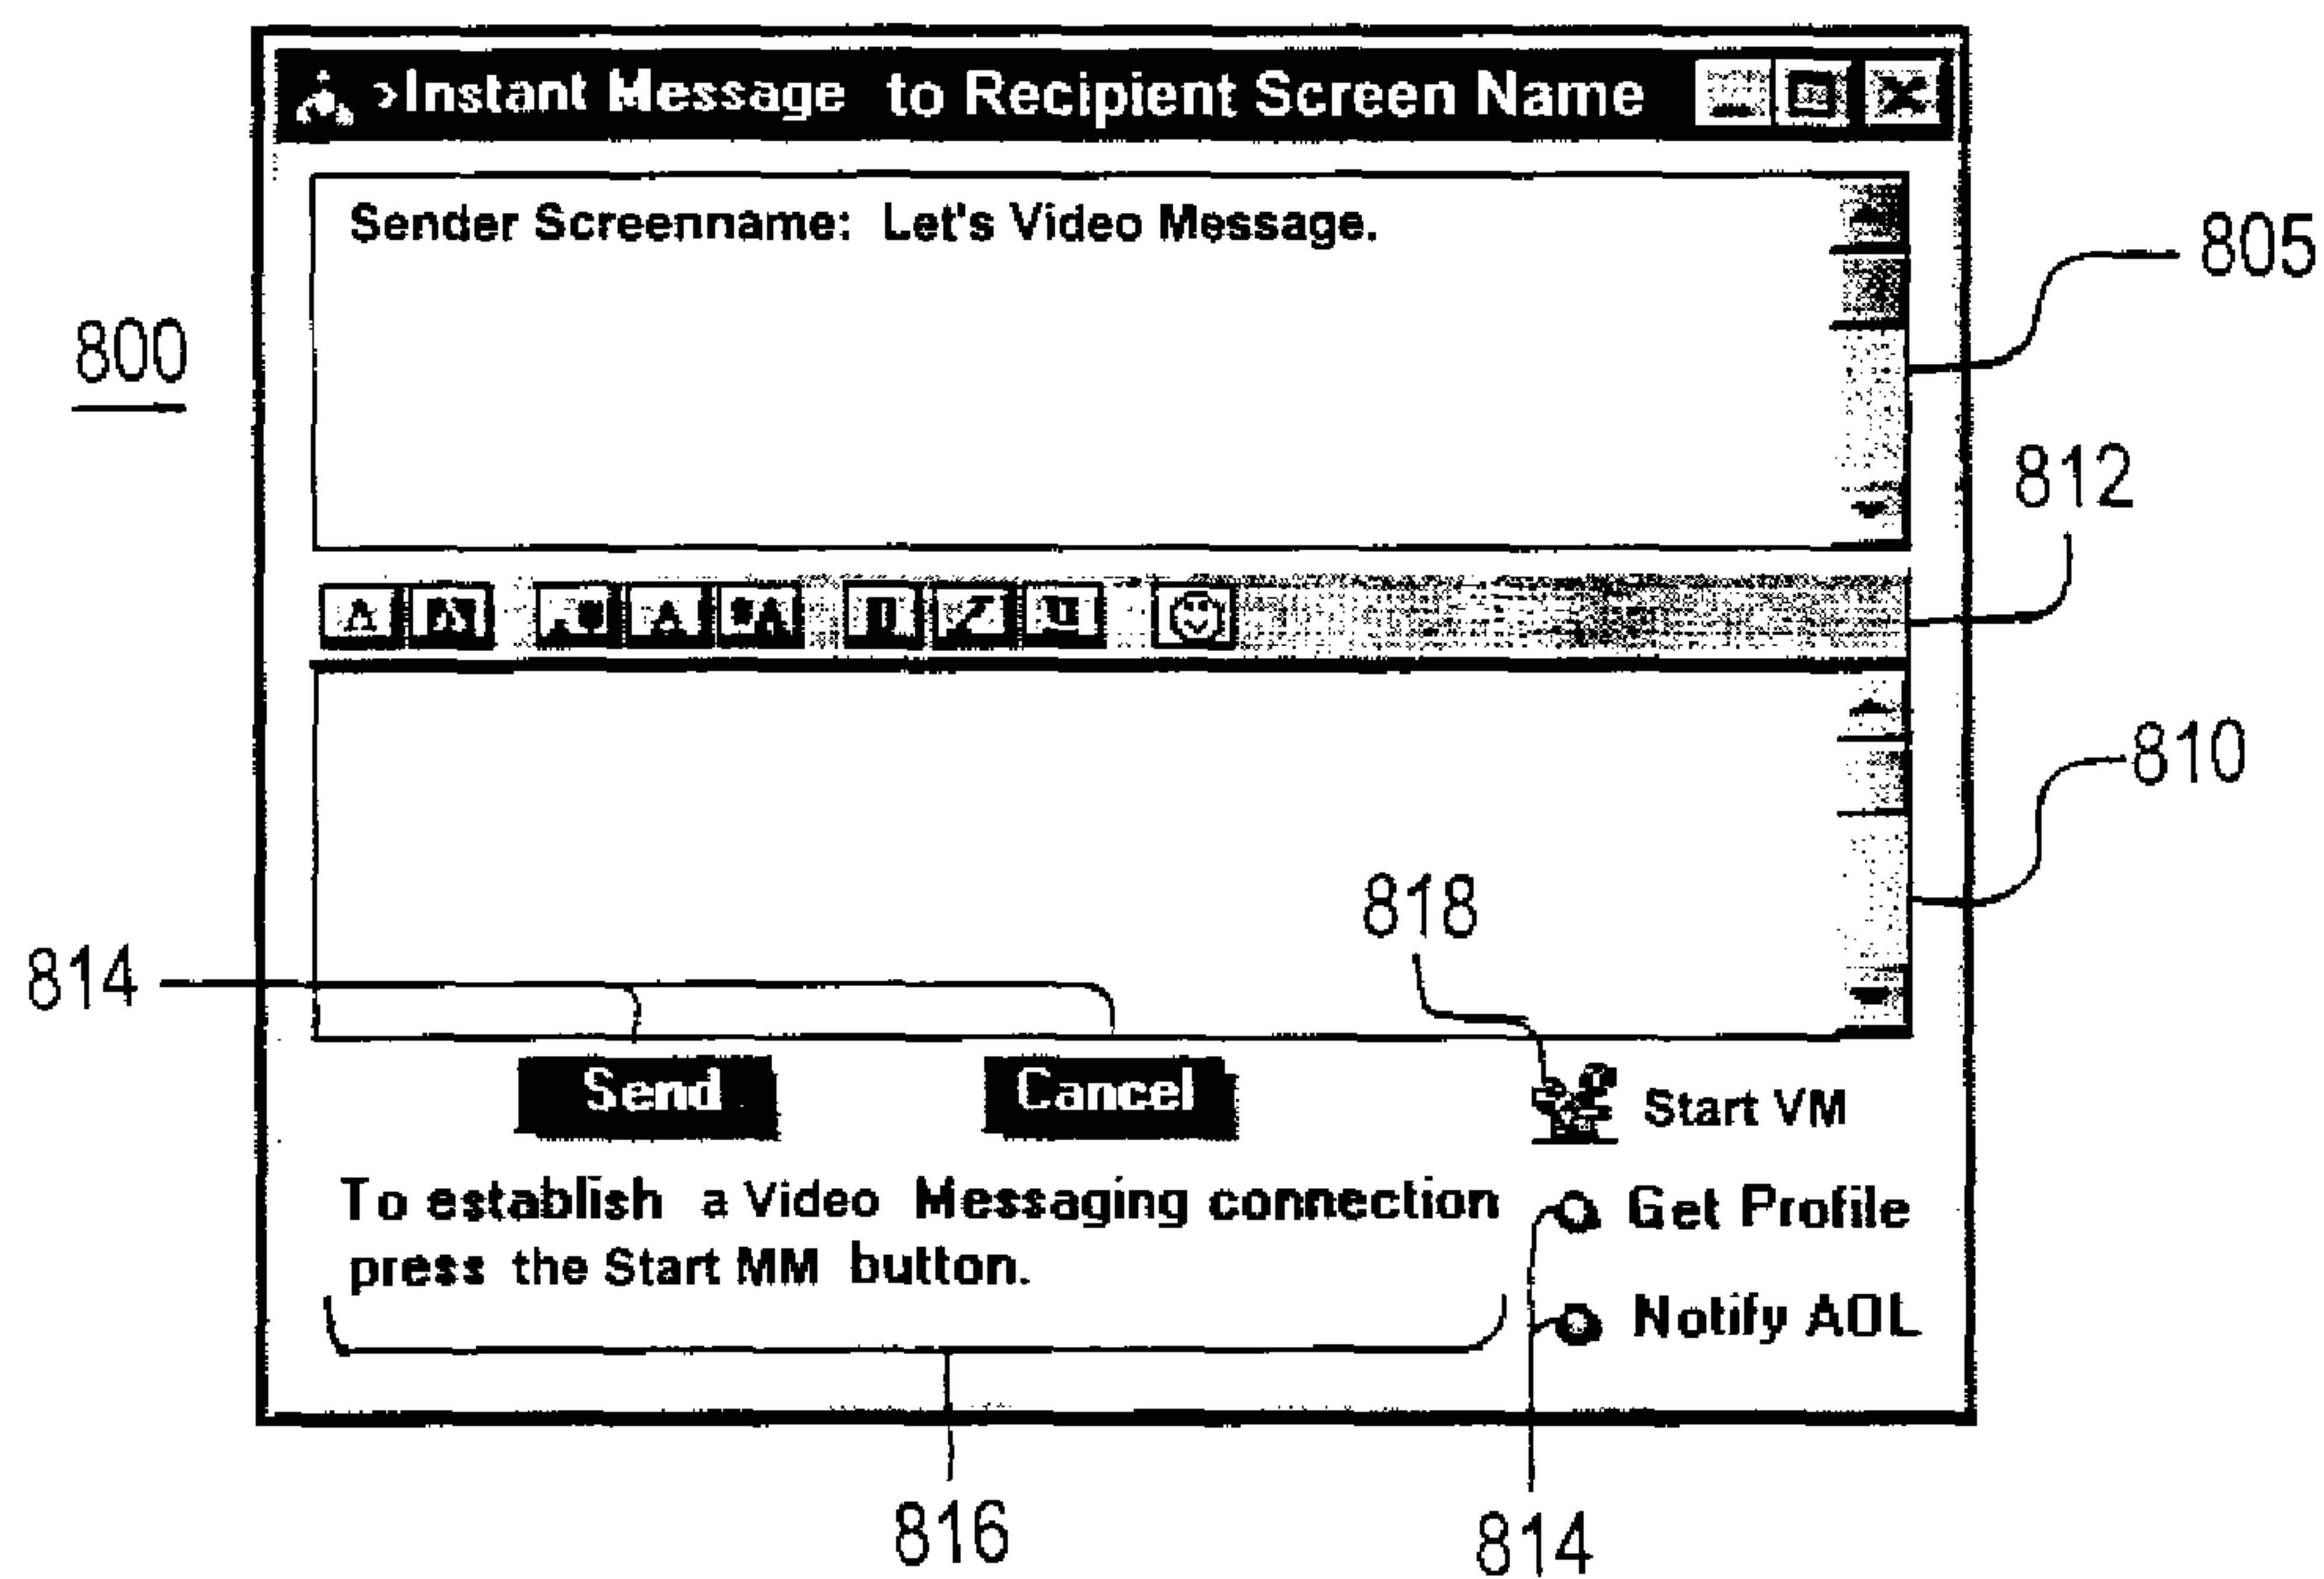 >Instant Message to Recipient Screen Name
Sender Screenname: Let's Video Message.
805
800
812
810
818
814
Send
Cancel
Start VM
To establish a Video Messaging connection
press the Start MM button.
Get Profile
Notify AOL
816
814